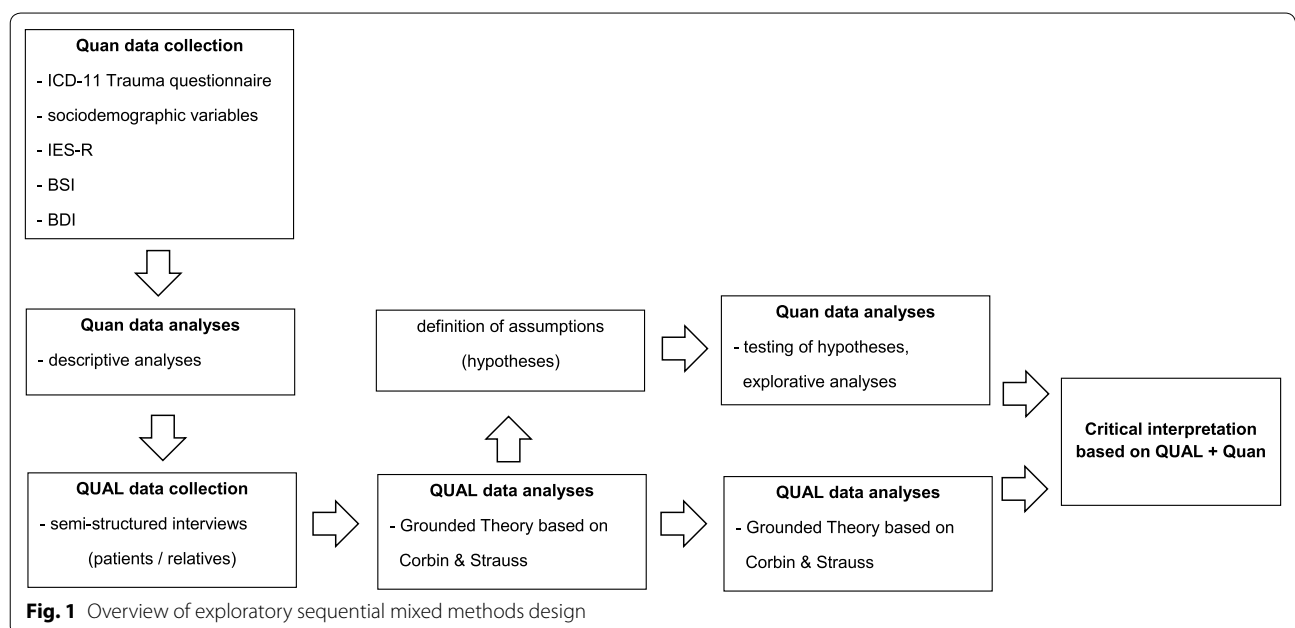 Quan data collection
- ICD-11 Trauma questionnaire
- sociodemographic variables
- IES-R
- BSI
- BDI
Quan data analyses
- descriptive analyses
QUAL data collection
- semi-structured interviews
(patients / relatives)
QUAL data analyses
- Grounded Theory based on
Corbin & Strauss
definition of assumptions
(hypotheses)
Quan data analyses
- testing of hypotheses,
explorative analyses
QUAL data analyses
- Grounded Theory based on
Corbin & Strauss
Critical interpretation
based on QUAL + Quan
Fig. 1 Overview of exploratory sequential mixed methods design